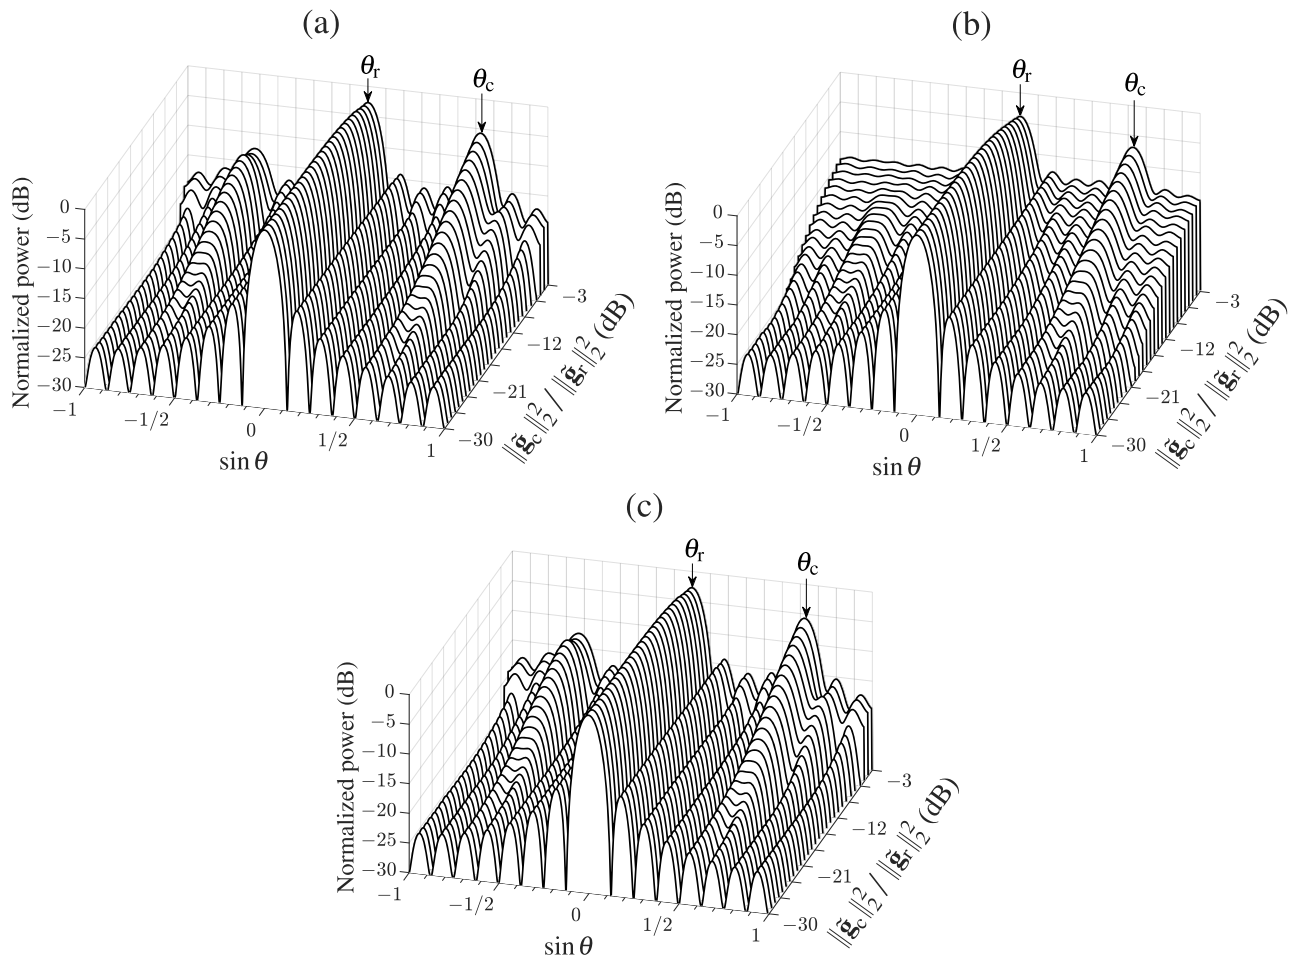 (a)
θr
θc
Normalized power (dB)
0
−5
−10
−15
−20
−25
−30
−1
−1/2
0
1/2
1
sin θ
−3
−12
−21
−30
‖g̃c‖₂² / ‖g̃r‖₂² (dB)
(b)
θr
θc
Normalized power (dB)
0
−5
−10
−15
−20
−25
−30
−1
−1/2
0
1/2
1
sin θ
−3
−12
−21
−30
‖g̃c‖₂² / ‖g̃r‖₂² (dB)
(c)
θr
θc
Normalized power (dB)
0
−5
−10
−15
−20
−25
−30
−1
−1/2
0
1/2
1
sin θ
−3
−12
−21
−30
‖g̃c‖₂² / ‖g̃r‖₂² (dB)